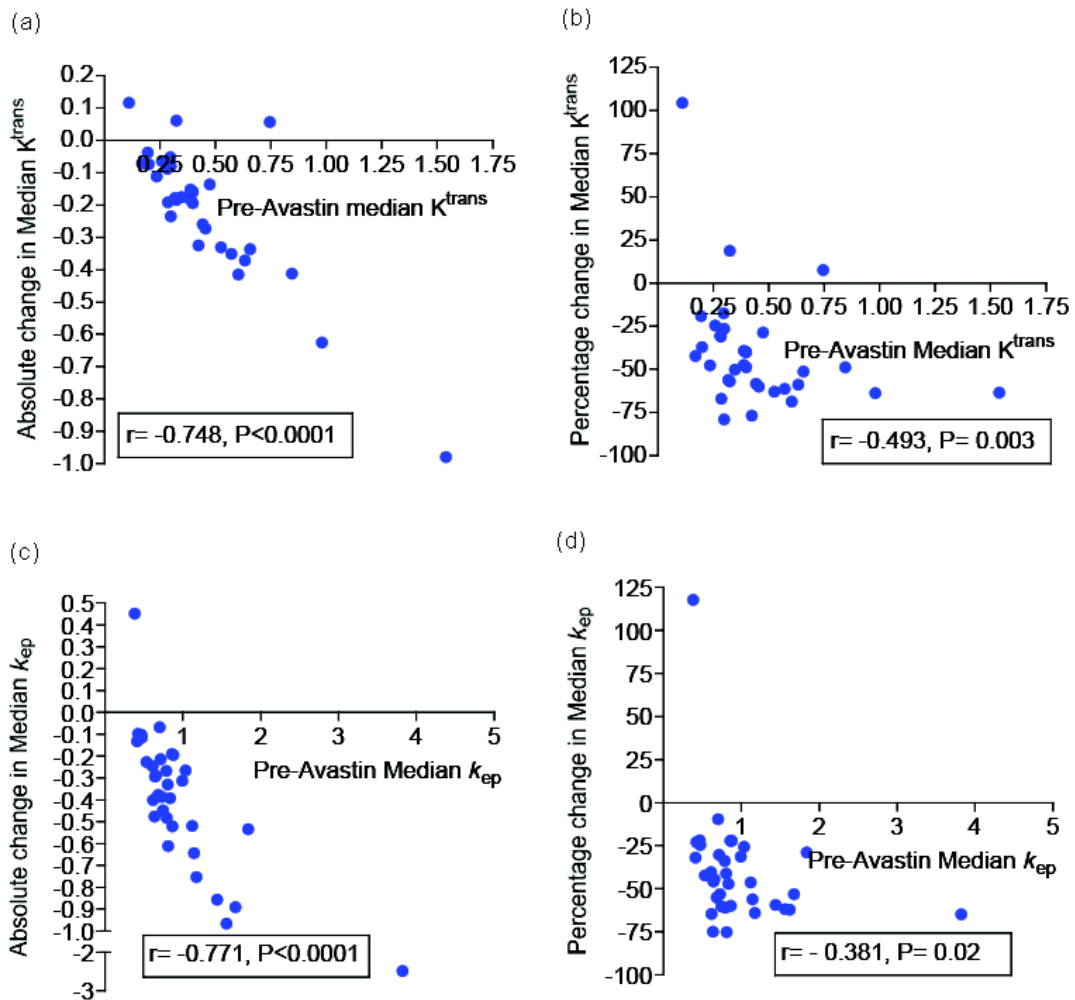 (a)
Absolute change in Median K^trans
0.2
0.1
0.0
-0.1
-0.2
-0.3
-0.4
-0.5
-0.6
-0.7
-0.8
-0.9
-1.0
0.25 0.50 0.75 1.00 1.25 1.50 1.75
Pre-Avastin median K^trans
r= -0.748, P<0.0001
(b)
Percentage change in Median K^trans
125
100
75
50
25
0
-25
-50
-75
-100
0.25 0.50 0.75 1.00 1.25 1.50 1.75
Pre-Avastin Median K^trans
r= -0.493, P= 0.003
(c)
Absolute change in Median k_ep
0.5
0.4
0.3
0.2
0.1
0.0
-0.1
-0.2
-0.3
-0.4
-0.5
-0.6
-0.7
-0.8
-0.9
-1.0
-2
-3
1 2 3 4 5
Pre-Avastin Median k_ep
r= -0.771, P<0.0001
(d)
Percentage change in Median k_ep
125
100
75
50
25
0
-25
-50
-75
-100
1 2 3 4 5
Pre-Avastin Median k_ep
r= - 0.381, P= 0.02